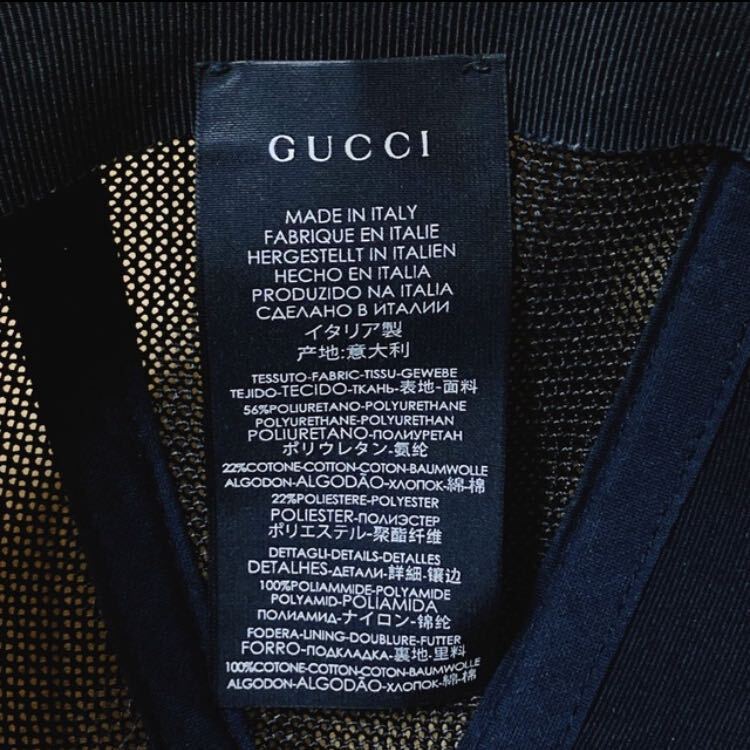 GUCCI
MADE IN ITALY
FABRIQUE EN ITALIE
HERGESTELLT IN ITALIEN
HECHO EN ITALIA
PRODUZIDO NA ITALIA
СДЕЛАНО В ИТАЛИИ
イタリア製
产地:意大利
TESSUTO-FABRIC-TISSU-GEWEBE
TEJIDO-TECIDO-ТКАНЬ-表地-面料
56%POLIURETANO-POLYURETHANE
POLYURETHANE-POLYURETHAN
POLIURETANO-ПОЛИУРЕТАН
ポリウレタン-氨纶
22%COTONE-COTTON-COTON-BAUMWOLLE
ALGODON-ALGODÃO-ХЛОПОК-綿-棉
22%POLIESTERE-POLYESTER
POLIESTER-ПОЛИЭСТЕР
ポリエステル-聚酯纤维
DETTAGLI-DETAILS-DETALLES
DETALHES-ДЕТАЛИ-詳細-镶边
100%POLIAMMIDE-POLYAMIDE
POLYAMID-POLIAMIDA
ПОЛИАМИД-ナイロン-锦纶
FODERA-LINING-DOUBLURE-FUTTER
FORRO-ПОДКЛАДКА-裏地-里料
100%COTONE-COTTON-COTON-BAUMWOLLE
ALGODON-ALGODÃO-ХЛОПОК-綿-棉